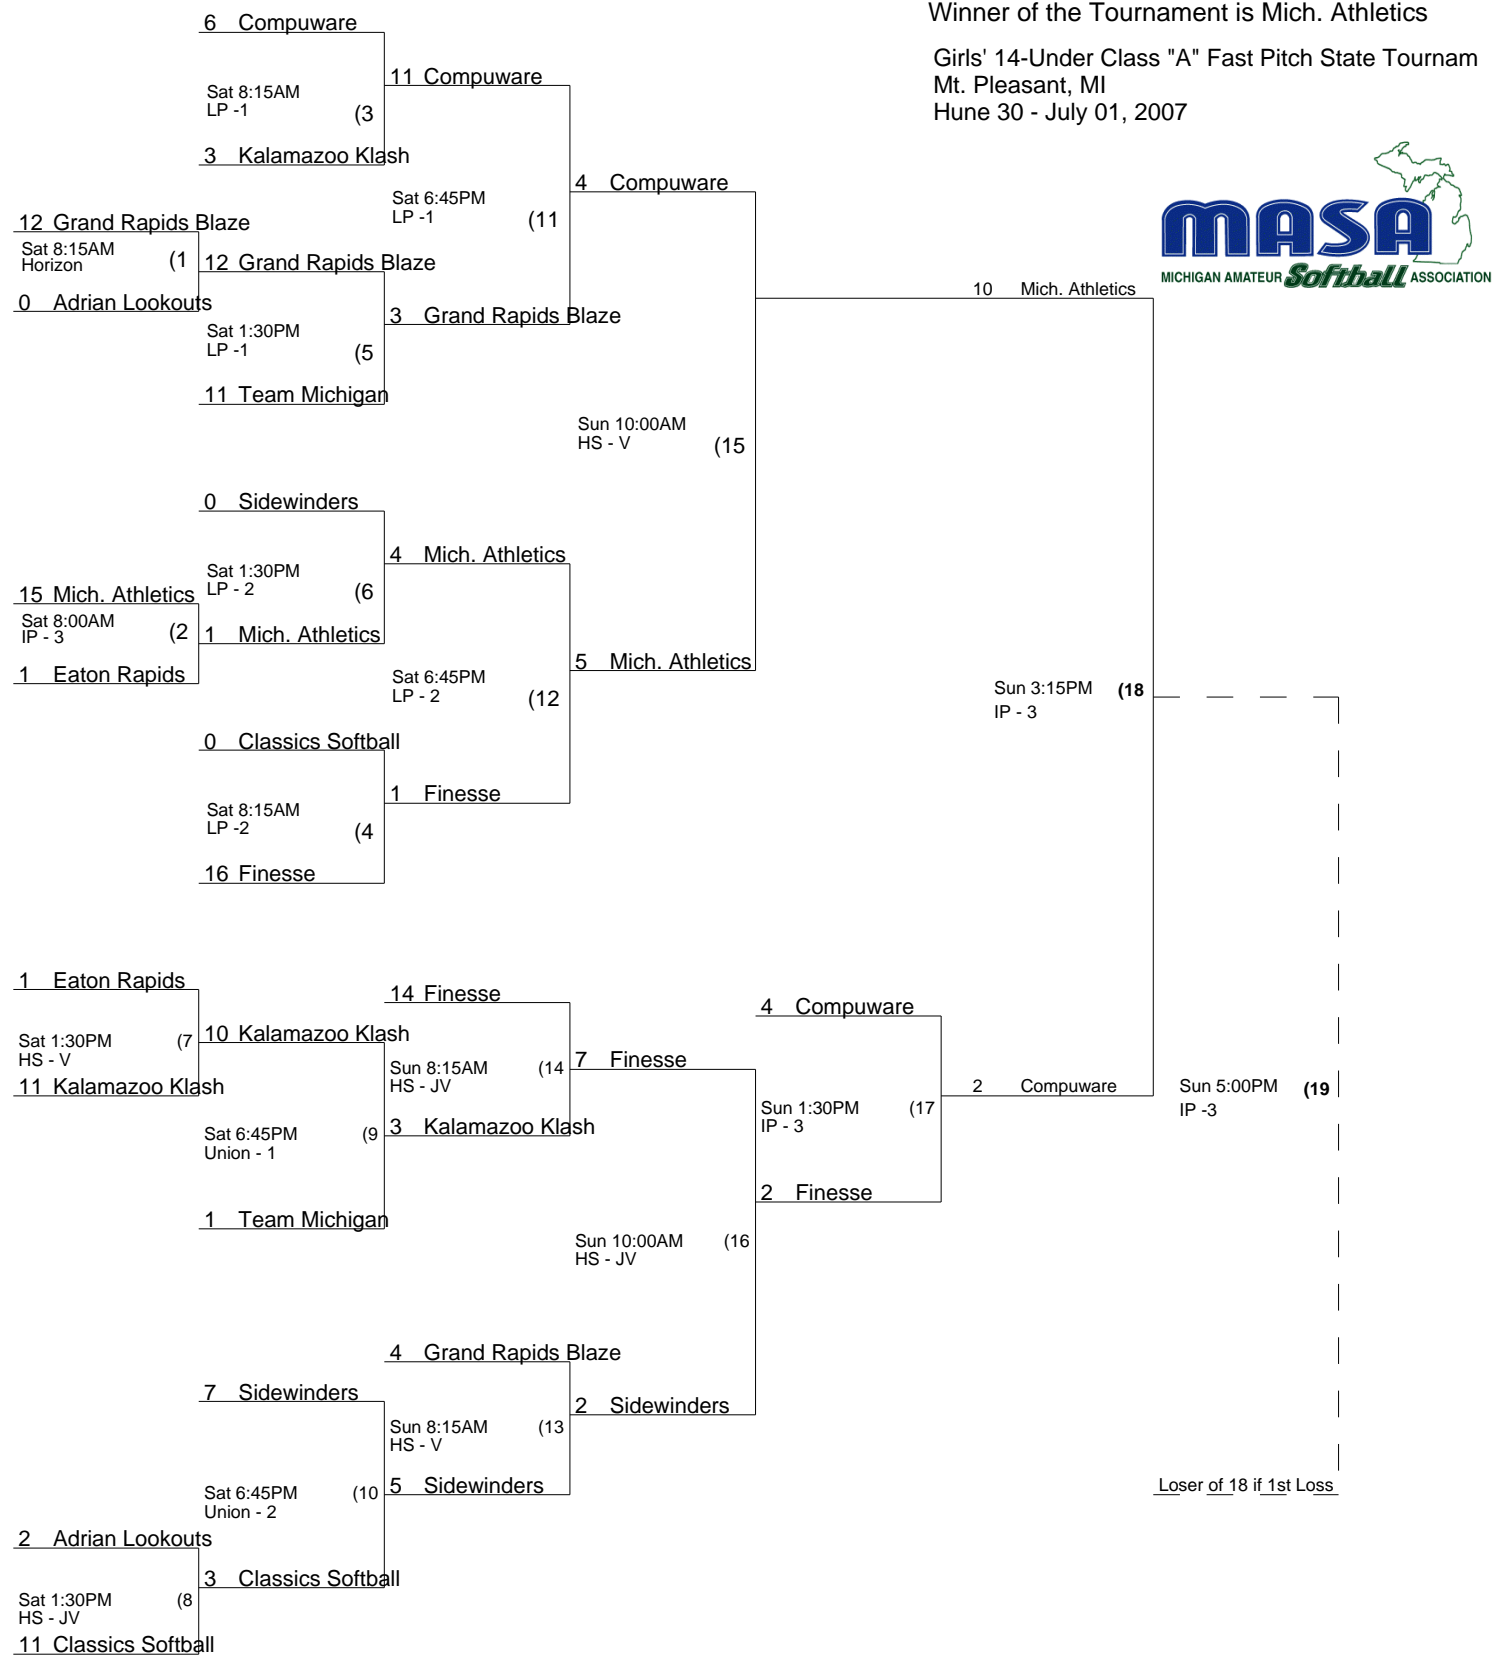 Winner of the Tournament is Mich. Athletics
Girls' 14-Under Class "A" Fast Pitch State Tournam
Mt. Pleasant, MI
Hune 30 - July 01, 2007
MASA
MICHIGAN AMATEUR Softball ASSOCIATION
6 Compuware
11 Compuware
Sat 8:15AM
LP -1
(3
3 Kalamazoo Klash
4 Compuware
Sat 6:45PM
LP -1
(11
12 Grand Rapids Blaze
Sat 8:15AM
Horizon
(1
12 Grand Rapids Blaze
0 Adrian Lookouts
3 Grand Rapids Blaze
Sat 1:30PM
LP -1
(5
11 Team Michigan
10 Mich. Athletics
Sun 10:00AM
HS - V
(15
0 Sidewinders
4 Mich. Athletics
Sat 1:30PM
LP - 2
(6
15 Mich. Athletics
Sat 8:00AM
IP - 3
(2
1 Mich. Athletics
1 Eaton Rapids
5 Mich. Athletics
Sat 6:45PM
LP - 2
(12
Sun 3:15PM
IP - 3
(18
0 Classics Softball
1 Finesse
Sat 8:15AM
LP -2
(4
16 Finesse
1 Eaton Rapids
14 Finesse
4 Compuware
Sat 1:30PM
HS - V
(7
10 Kalamazoo Klash
11 Kalamazoo Klash
Sun 8:15AM
HS - JV
(14
7 Finesse
2 Compuware
Sun 5:00PM
IP -3
(19
Sun 1:30PM
IP - 3
(17
Sat 6:45PM
Union - 1
(9
3 Kalamazoo Klash
2 Finesse
1 Team Michigan
Sun 10:00AM
HS - JV
(16
4 Grand Rapids Blaze
7 Sidewinders
2 Sidewinders
Sun 8:15AM
HS - V
(13
5 Sidewinders
Sat 6:45PM
Union - 2
(10
Loser of 18 if 1st Loss
2 Adrian Lookouts
3 Classics Softball
Sat 1:30PM
HS - JV
(8
11 Classics Softball